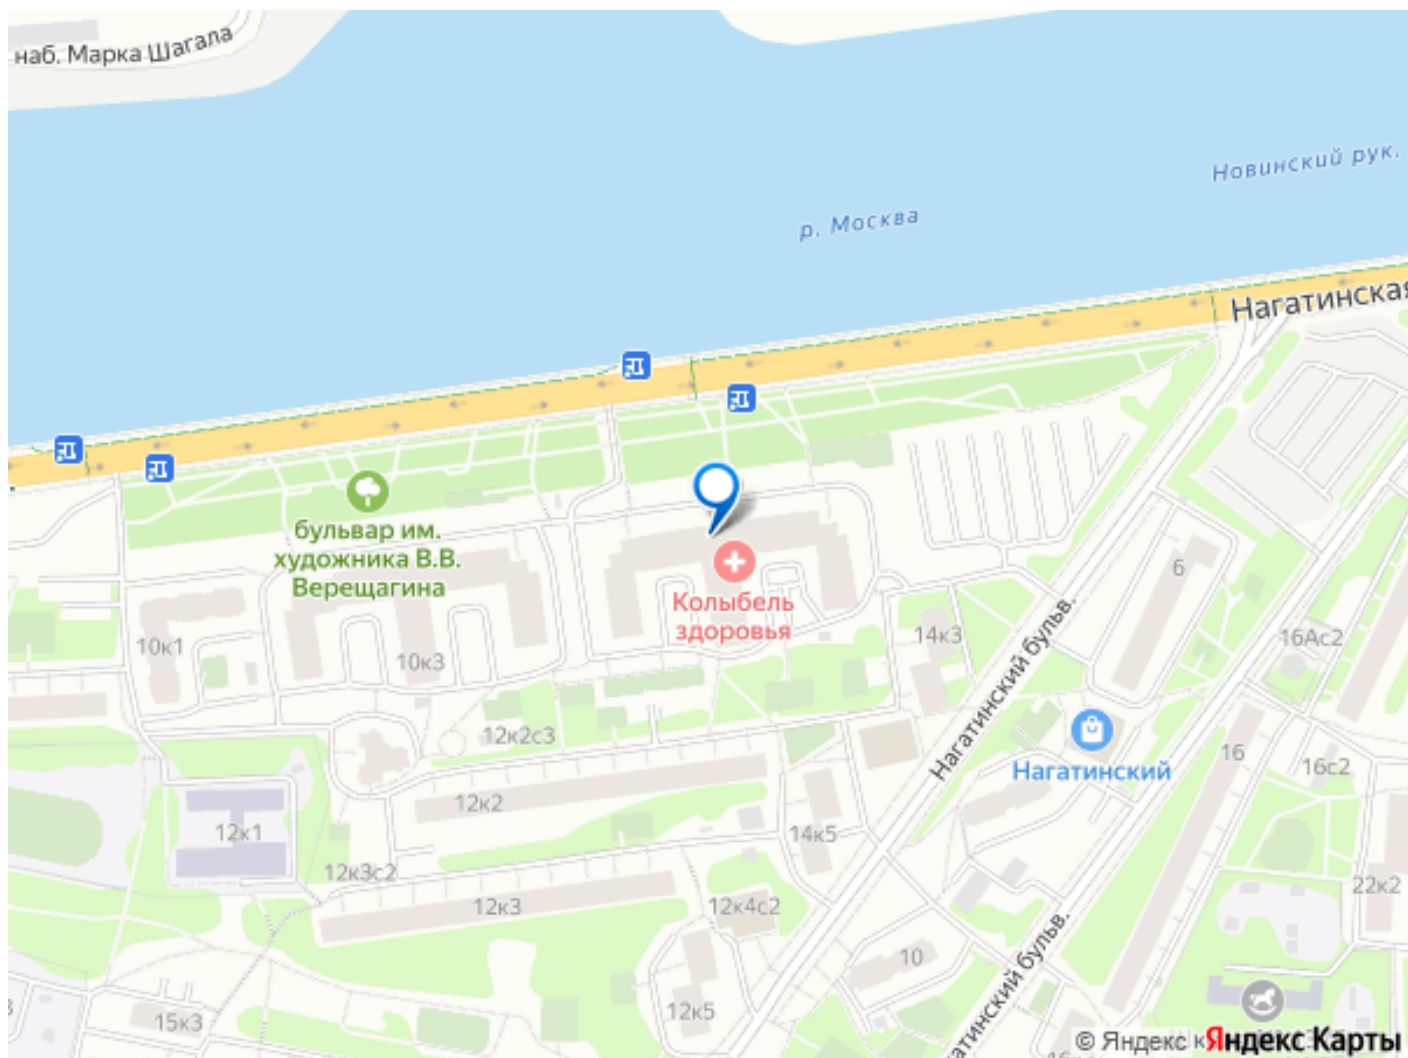 наб. Марка Шагала
Новинский рук.
р. Москва
Нагатинская
бульвар им.
художника В.В.
Верещагина
Колыбель
здоровья
10к1
10к3
14к3
6
16Ас2
Нагатинский бульв.
12к2с3
Нагатинский
16
16с2
12к2
12к1
14к5
12к3с2
12к3
12к4с2
22к2
10
12к5
15к3
© Яндекс
Яндекс Карты